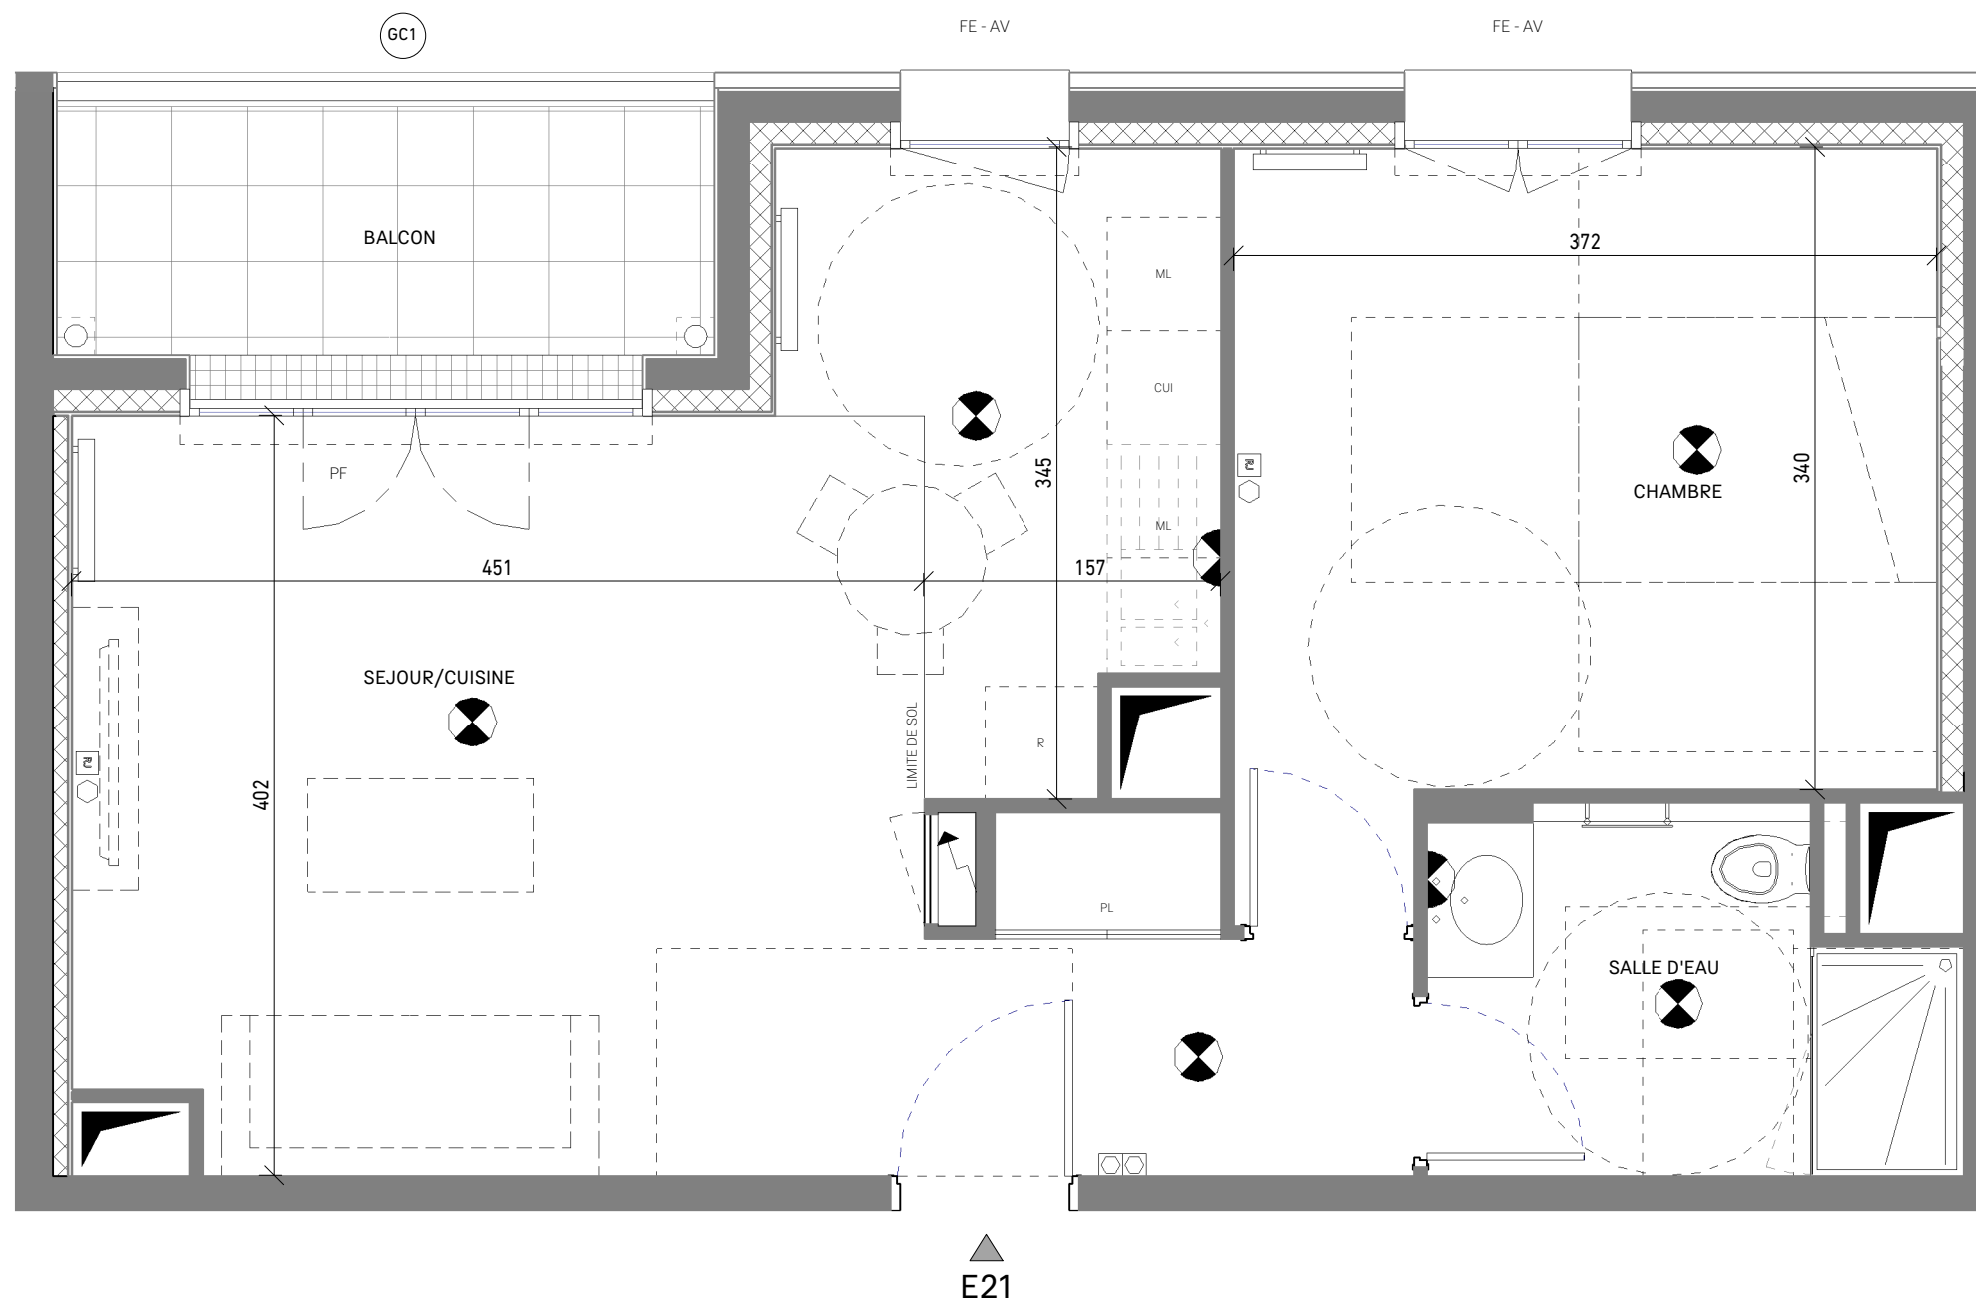 GC1
FE - AV
FE - AV
BALCON
372
ML
CUI
PF
345
340
CHAMBRE
RJ
ML
451
157
SEJOUR/CUISINE
LIMITE DE SOL
R
RJ
402
PL
SALLE D'EAU
E21